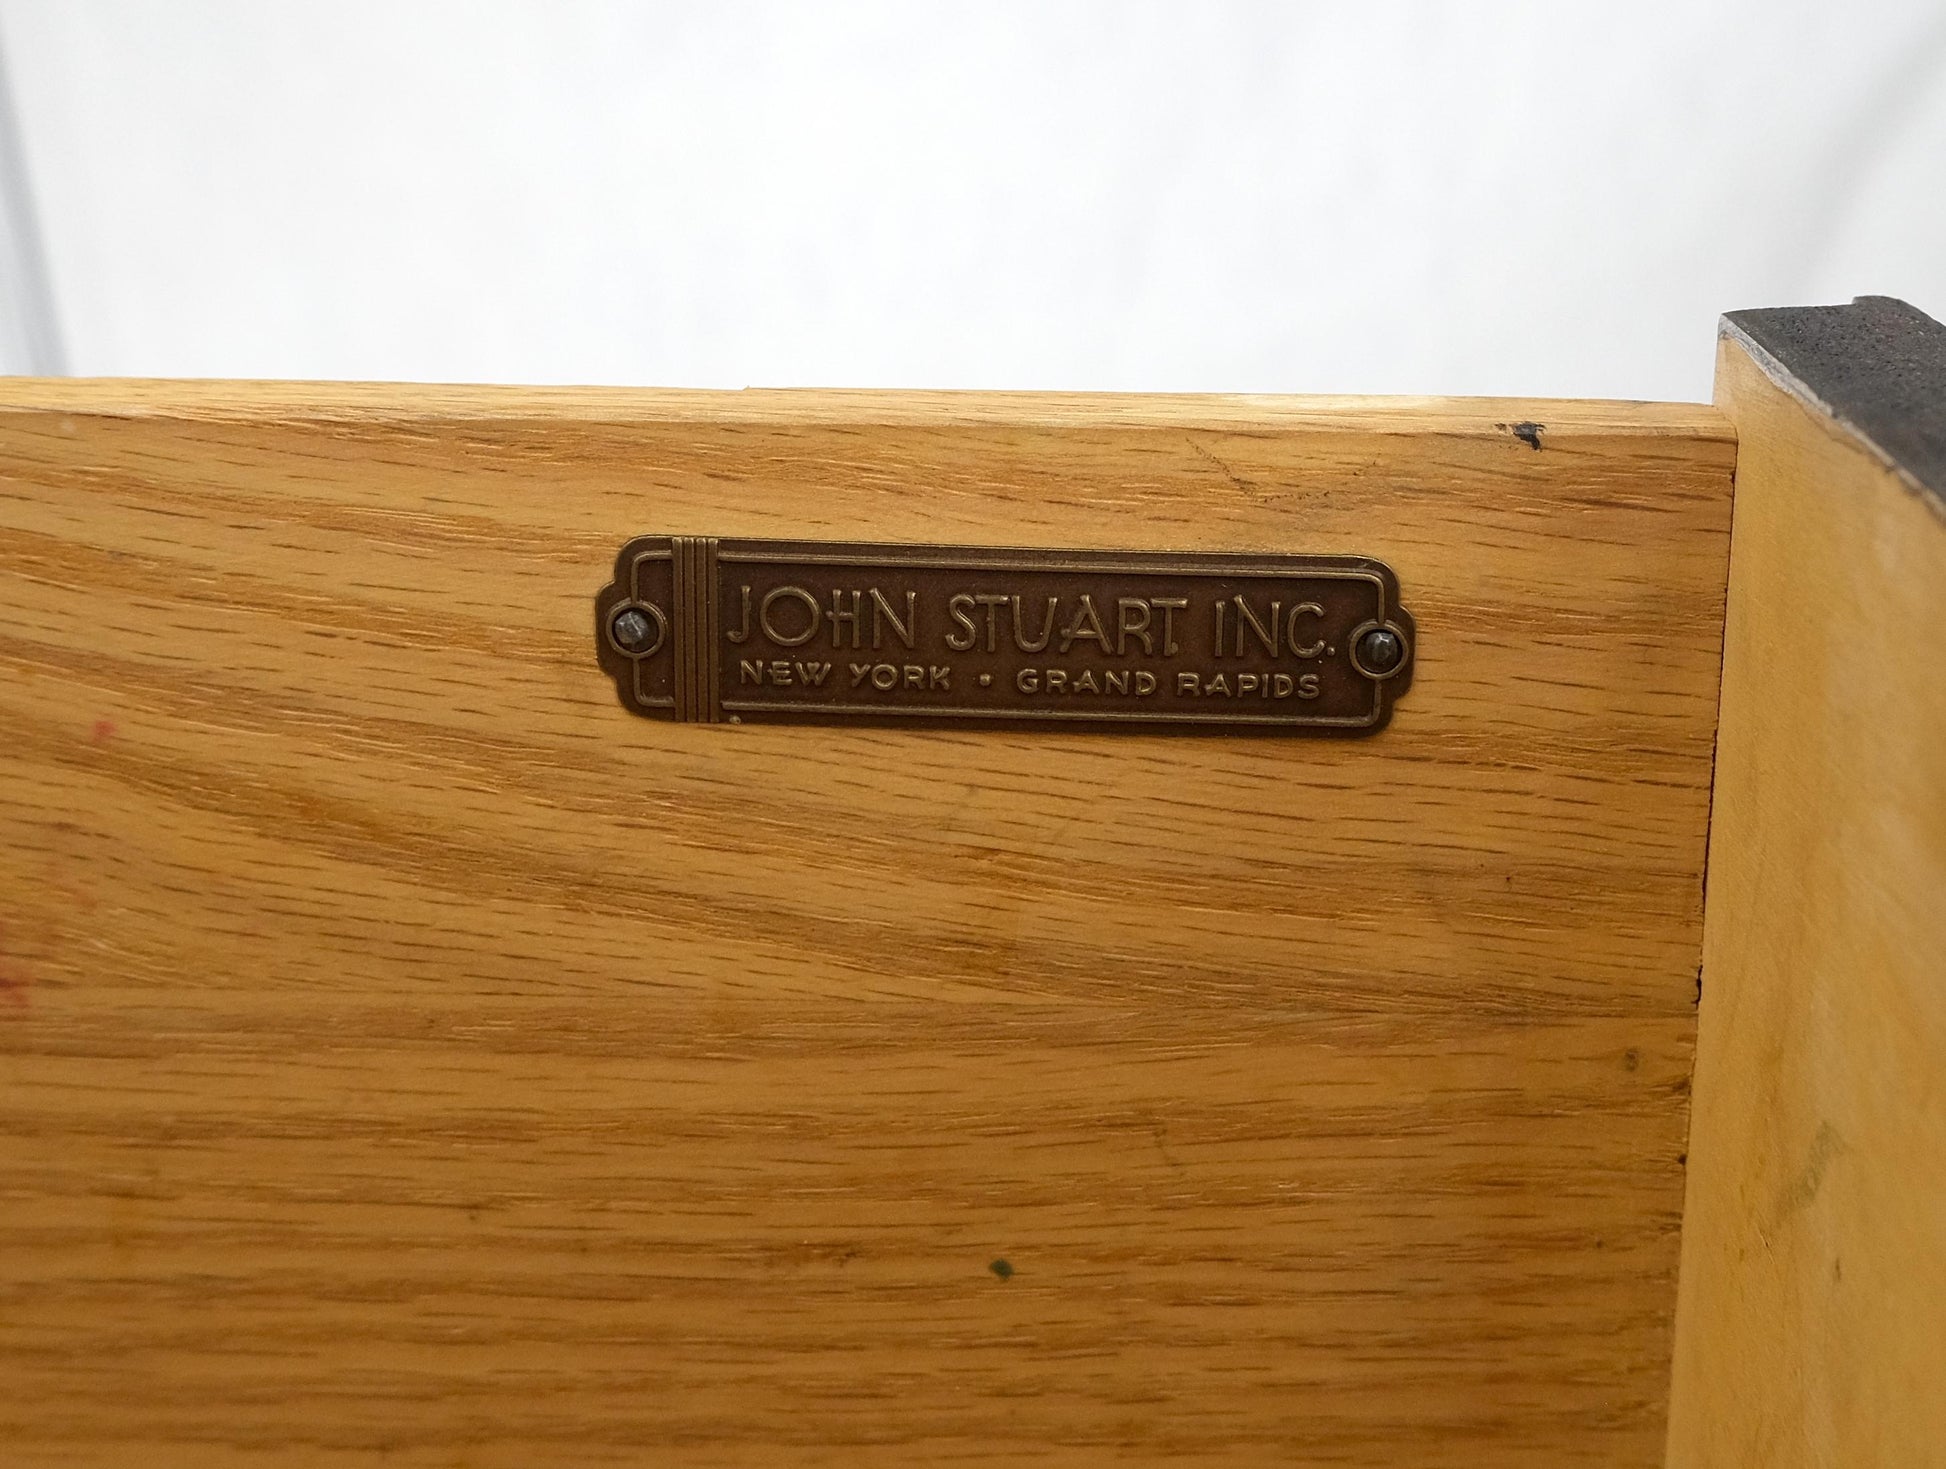 JOHN STUART INC.
NEW YORK • GRAND RAPIDS